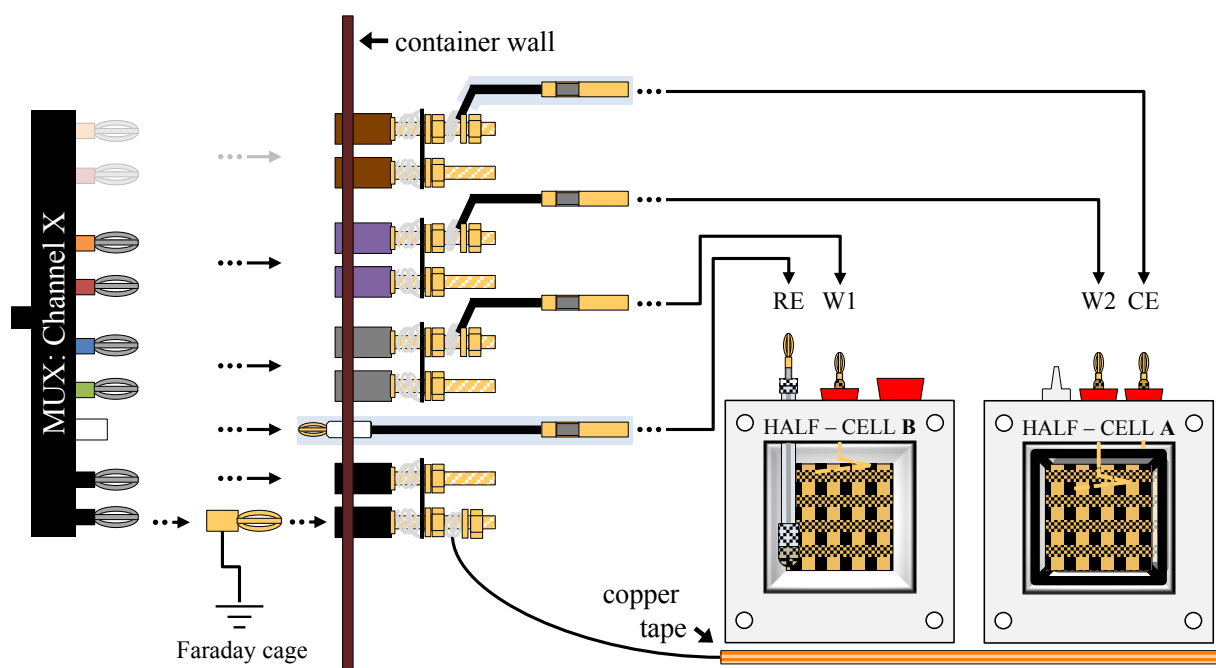 container wall
MUX: Channel X
RE W1
W2 CE
HALF – CELL B
HALF – CELL A
copper
tape
Faraday cage